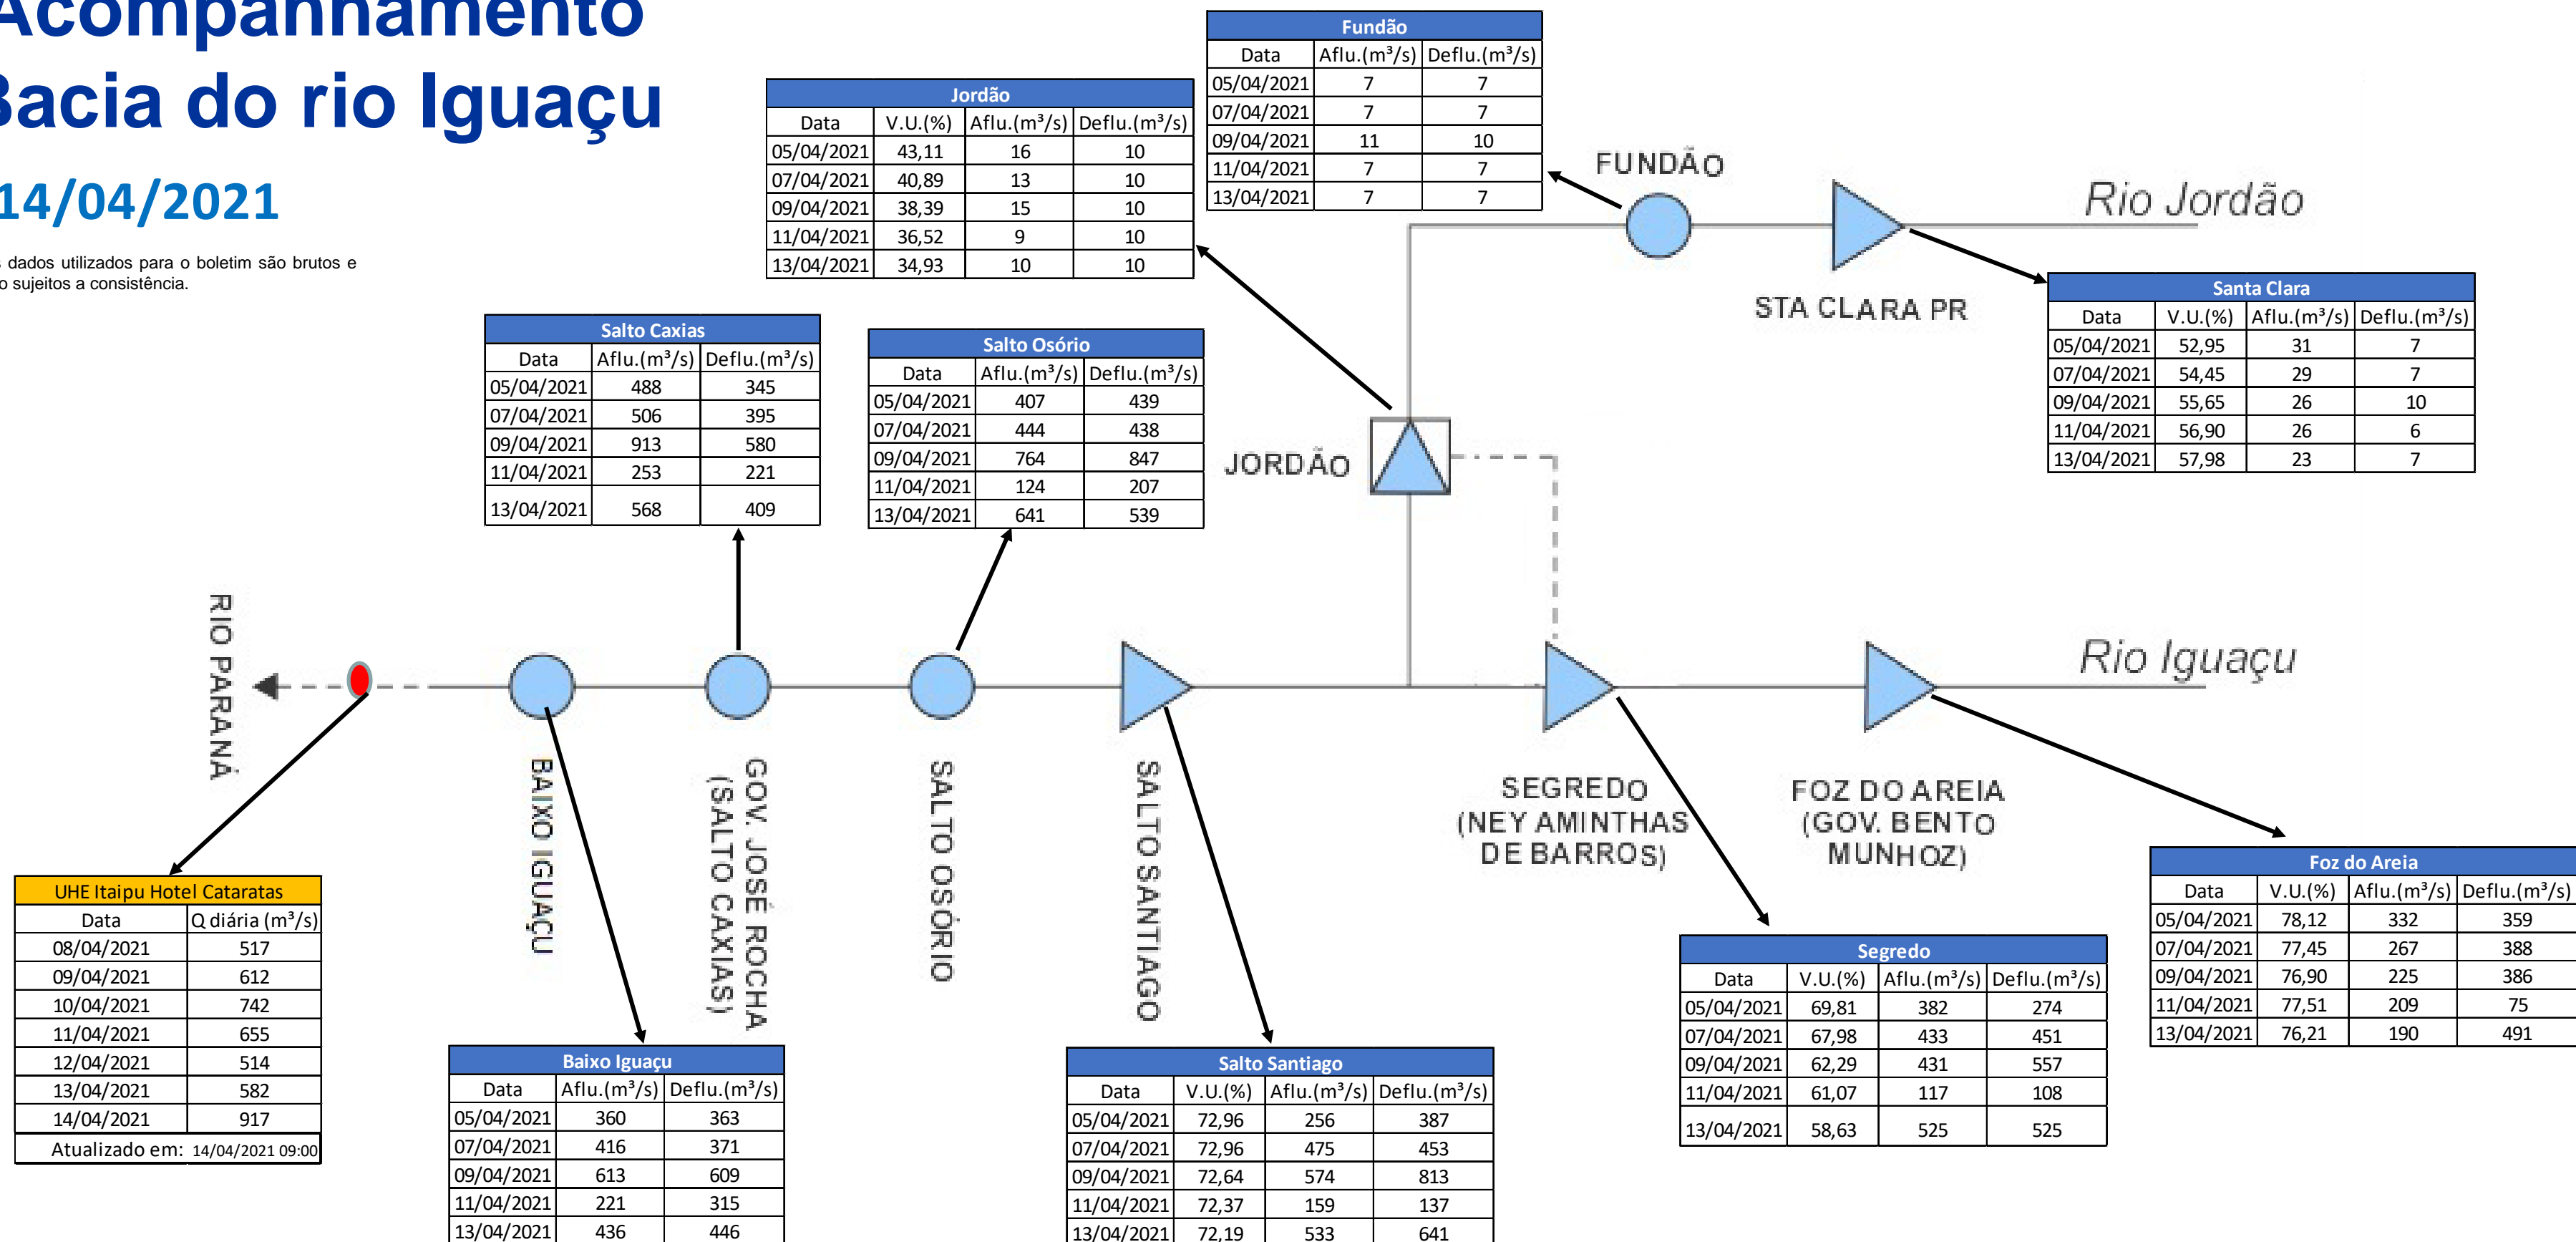 Acompanhamento
Bacia do rio Iguaçu
14/04/2021
s dados utilizados para o boletim são brutos e
o sujeitos a consistência.
Fundão
Data Aflu.(m³/s) Deflu.(m³/s)
05/04/2021 7 7
07/04/2021 7 7
09/04/2021 11 10
11/04/2021 7 7
13/04/2021 7 7
Jordão
Data V.U.(%) Aflu.(m³/s) Deflu.(m³/s)
05/04/2021 43,11 16 10
07/04/2021 40,89 13 10
09/04/2021 38,39 15 10
11/04/2021 36,52 9 10
13/04/2021 34,93 10 10
FUNDÃO
Rio Jordão
STA CLARA PR
Santa Clara
Data V.U.(%) Aflu.(m³/s) Deflu.(m³/s)
05/04/2021 52,95 31 7
07/04/2021 54,45 29 7
09/04/2021 55,65 26 10
11/04/2021 56,90 26 6
13/04/2021 57,98 23 7
Salto Caxias
Data Aflu.(m³/s) Deflu.(m³/s)
05/04/2021 488 345
07/04/2021 506 395
09/04/2021 913 580
11/04/2021 253 221
13/04/2021 568 409
Salto Osório
Data Aflu.(m³/s) Deflu.(m³/s)
05/04/2021 407 439
07/04/2021 444 438
09/04/2021 764 847
11/04/2021 124 207
13/04/2021 641 539
JORDÃO
RIO PARANÁ
Rio Iguaçu
BAIXO IGUAÇU
GOV. JOSÉ ROCHA
(SALTO CAXIAS)
SALTO OSÓRIO
SALTO SANTIAGO
SEGREDO
(NEY AMINTHAS
DE BARROS)
FOZ DO AREIA
(GOV. BENTO
MUNHOZ)
UHE Itaipu Hotel Cataratas
Data Q diária (m³/s)
08/04/2021 517
09/04/2021 612
10/04/2021 742
11/04/2021 655
12/04/2021 514
13/04/2021 582
14/04/2021 917
Atualizado em: 14/04/2021 09:00
Baixo Iguaçu
Data Aflu.(m³/s) Deflu.(m³/s)
05/04/2021 360 363
07/04/2021 416 371
09/04/2021 613 609
11/04/2021 221 315
13/04/2021 436 446
Salto Santiago
Data V.U.(%) Aflu.(m³/s) Deflu.(m³/s)
05/04/2021 72,96 256 387
07/04/2021 72,96 475 453
09/04/2021 72,64 574 813
11/04/2021 72,37 159 137
13/04/2021 72,19 533 641
Segredo
Data V.U.(%) Aflu.(m³/s) Deflu.(m³/s)
05/04/2021 69,81 382 274
07/04/2021 67,98 433 451
09/04/2021 62,29 431 557
11/04/2021 61,07 117 108
13/04/2021 58,63 525 525
Foz do Areia
Data V.U.(%) Aflu.(m³/s) Deflu.(m³/s)
05/04/2021 78,12 332 359
07/04/2021 77,45 267 388
09/04/2021 76,90 225 386
11/04/2021 77,51 209 75
13/04/2021 76,21 190 491